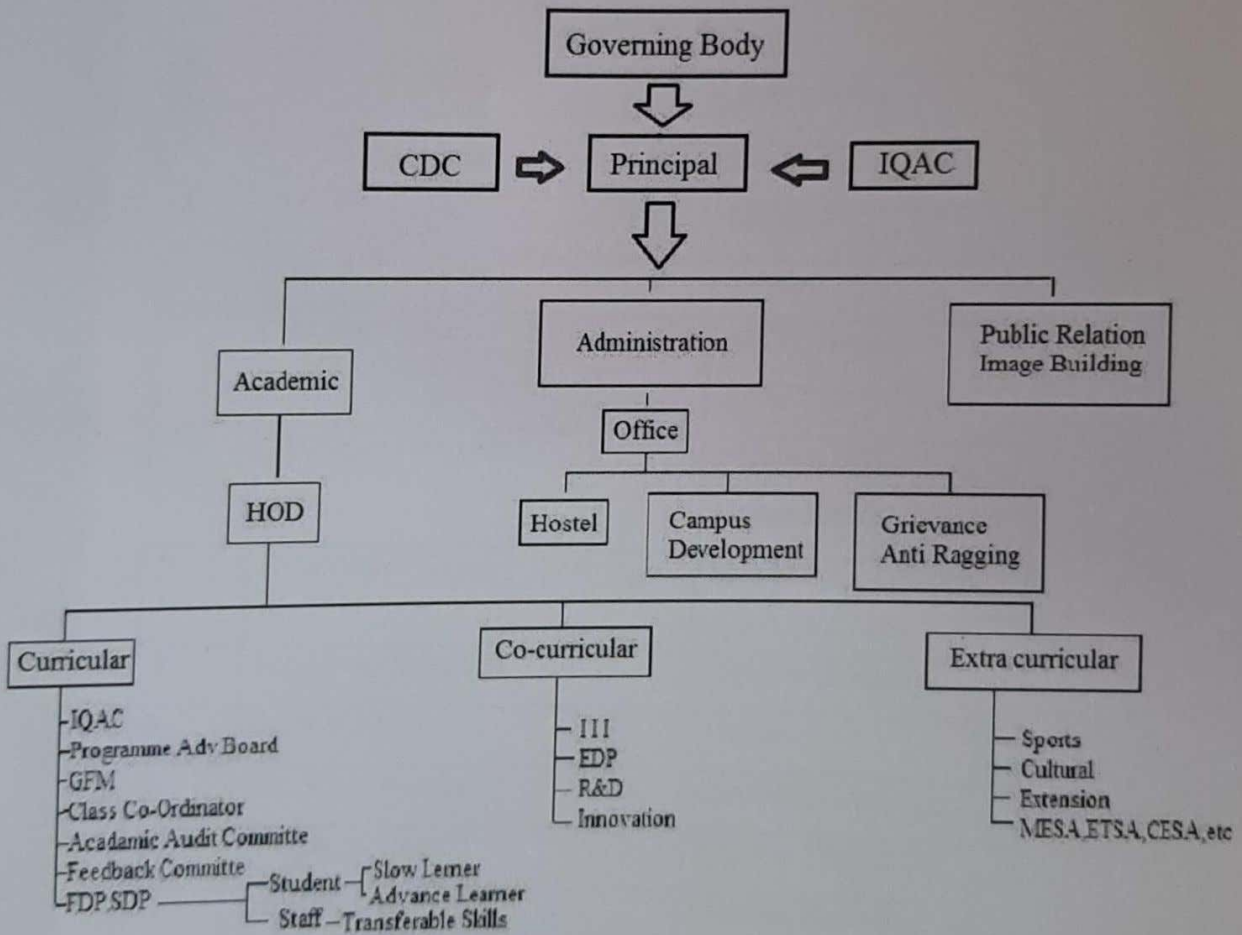 Governing Body
CDC
Principal
IQAC
Academic
Administration
Public Relation
Image Building
Office
HOD
Hostel
Campus
Development
Grievance
Anti Ragging
Curricular
Co-curricular
Extra curricular
IQAC
Programme Adv Board
GFM
Class Co-Ordinator
Acadamic Audit Committe
Feedback Committe
FDP,SDP
Student
Slow Lerner
Advance Learner
Staff
Transferable Skills
III
EDP
R&D
Innovation
Sports
Cultural
Extension
MESA,ETSA,CESA,etc